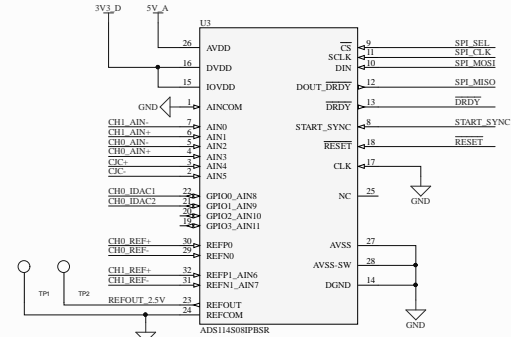 3V3_D 5V_A
U3
26 AVDD
16 DVDD
15 IOVDD
GND 1 AINCOM
CH1_AIN- 7 AIN0
CH1_AIN+ 6 AIN1
CH0_AIN- 5 AIN2
CH0_AIN+ 4 AIN3
CJC+ 3 AIN4
CJC- 2 AIN5
CH0_IDAC1 22 GPIO0_AIN8
CH0_IDAC2 21 GPIO1_AIN9
20 GPIO2_AIN10
19 GPIO3_AIN11
CH0_REF+ 30 REFP0
CH0_REF- 29 REFN0
CH1_REF+ 32 REFP1_AIN6
CH1_REF- 31 REFN1_AIN7
TP1 TP2 REFOUT_2.5V 23 REFOUT
24 REFCOM
CS 9 SPI_SEL
SCLK 11 SPI_CLK
DIN 10 SPI_MOSI
DOUT_DRDY 12 SPI_MISO
DRDY 13 DRDY
START_SYNC 8 START_SYNC
RESET 18 RESET
CLK 17
GND
NC 25
AVSS 27
AVSS-SW 28
DGND 14
GND
ADS114S08IPBSR